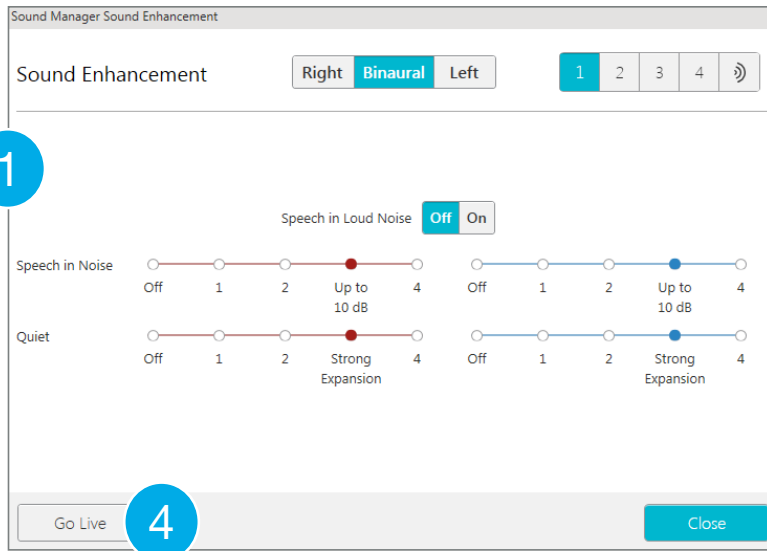 Sound Manager Sound Enhancement
Sound Enhancement Right Binaural Left 1 2 3 4
1
Speech in Loud Noise Off On
Speech in Noise
Off 1 2 Up to 10 dB 4 Off 1 2 Up to 10 dB 4
Quiet
Off 1 2 Strong Expansion 4 Off 1 2 Strong Expansion 4
Go Live 4 Close